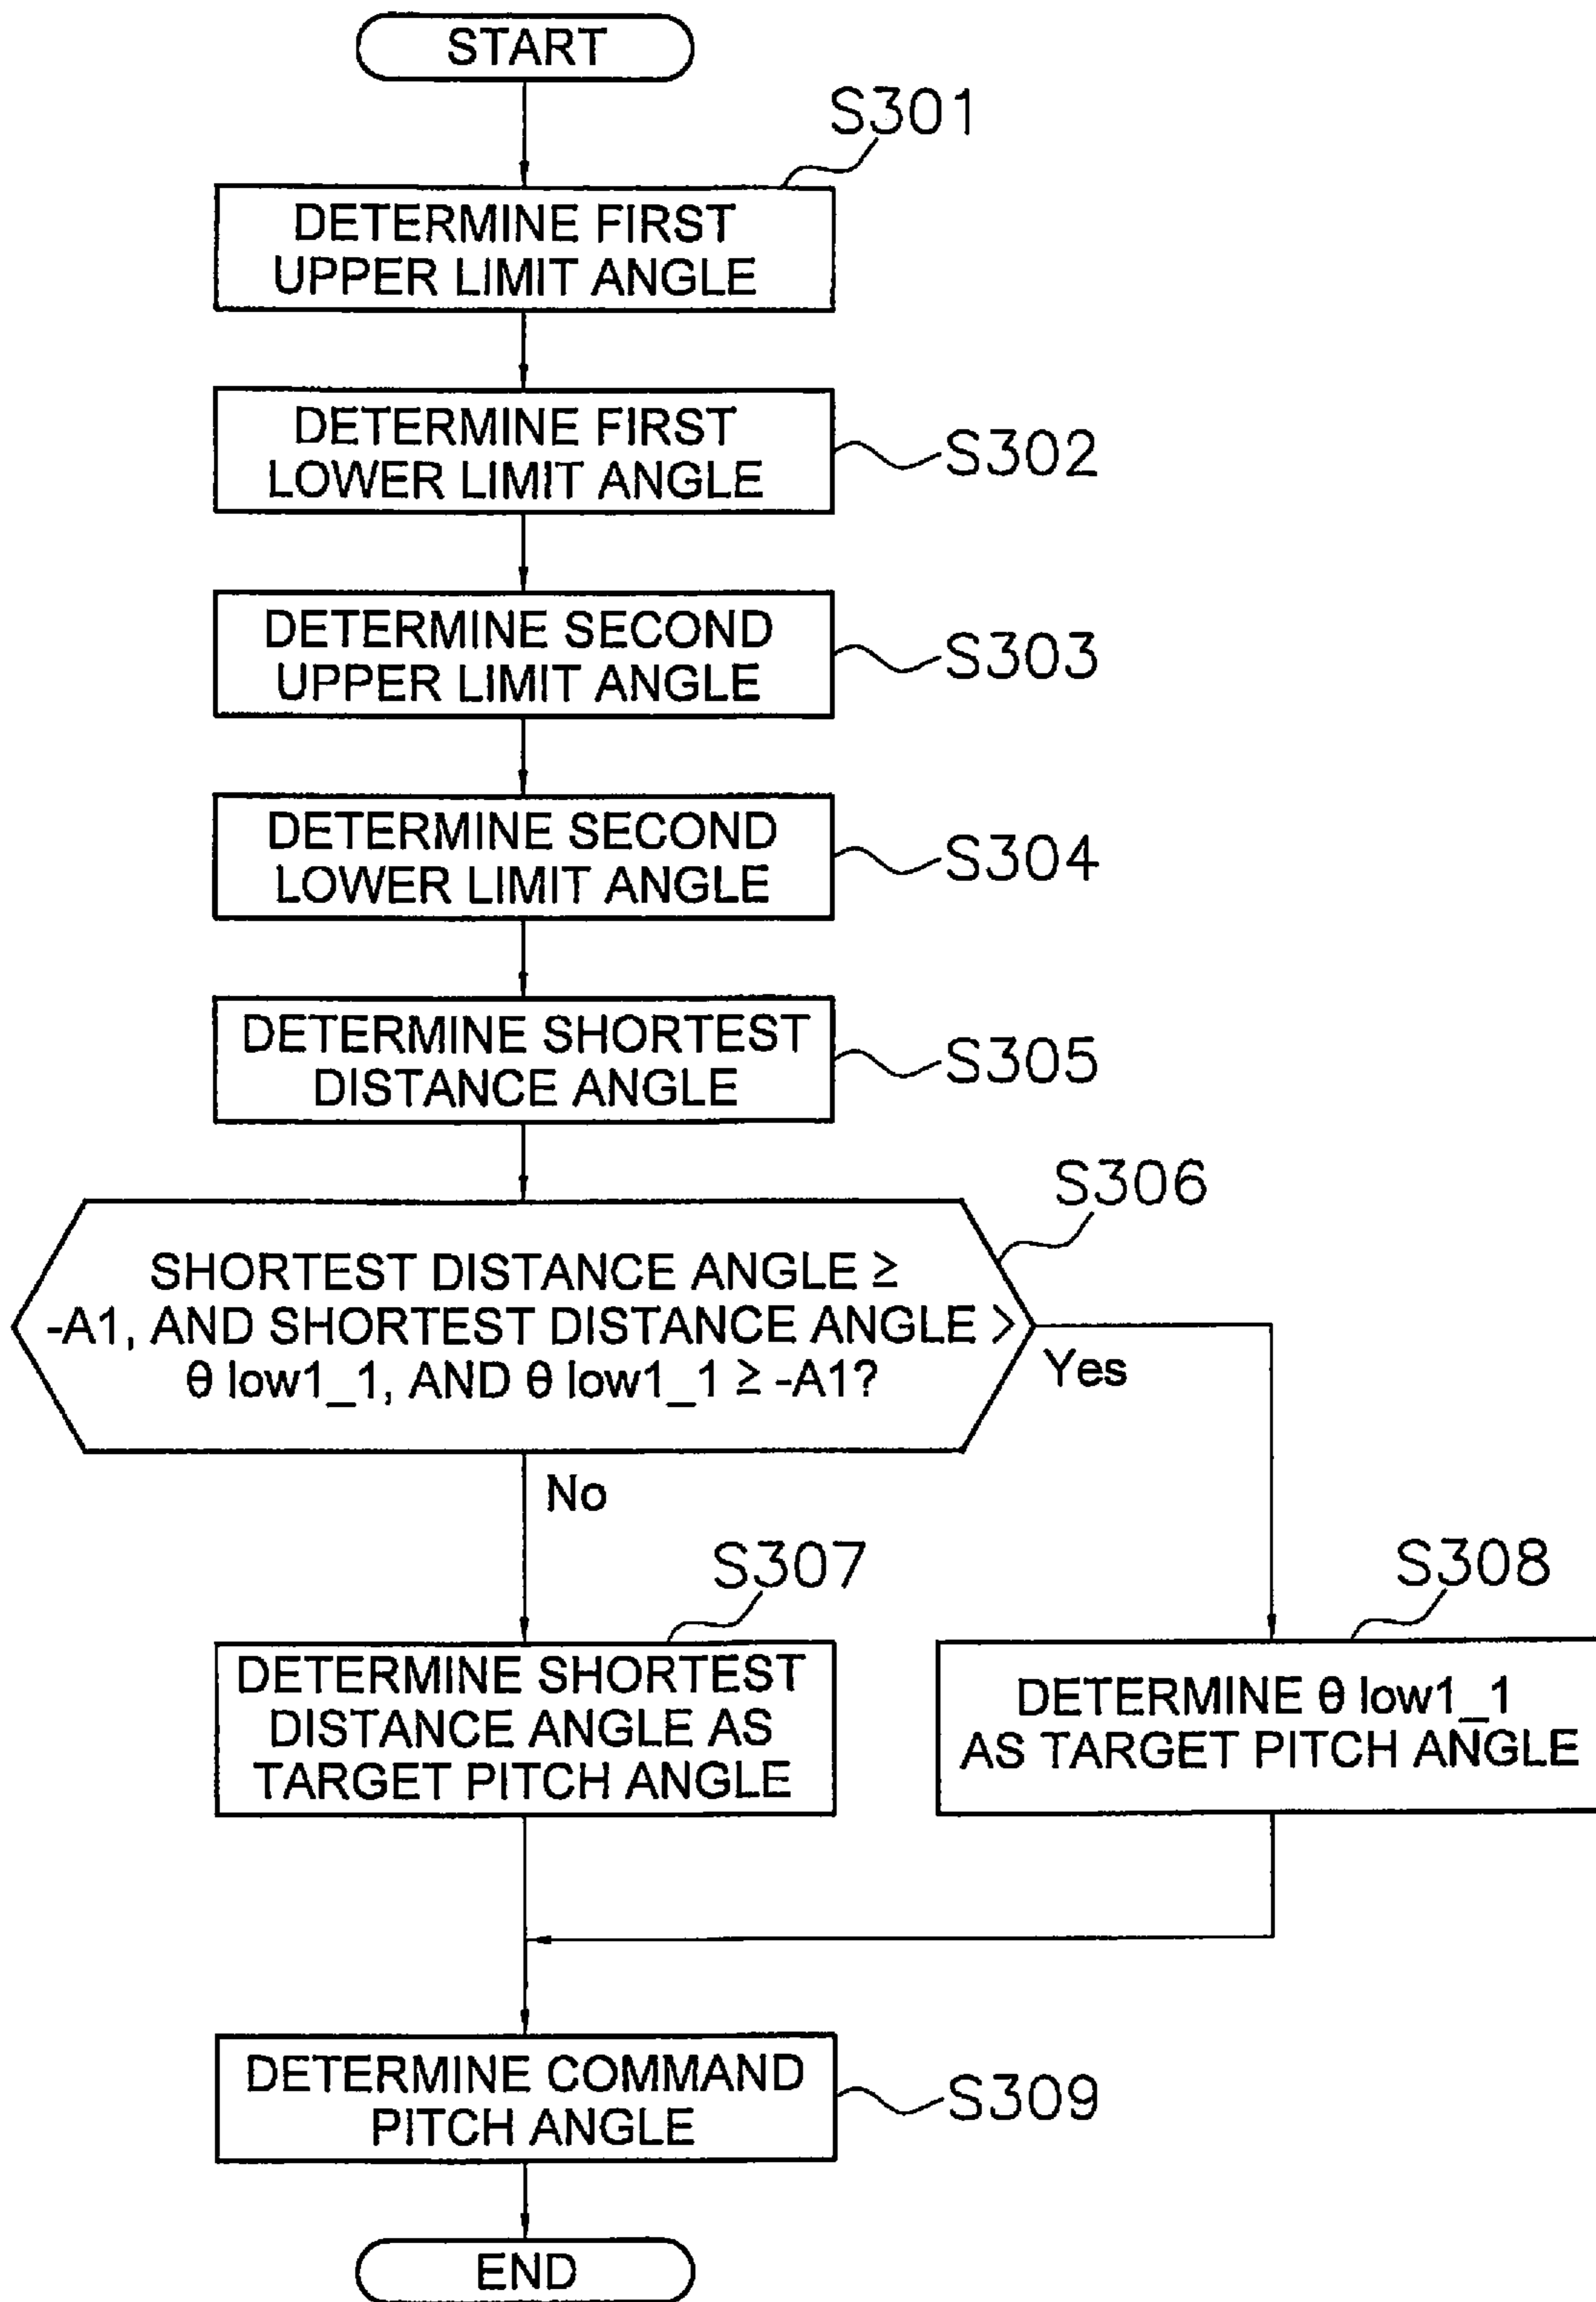 START
S301
DETERMINE FIRST
UPPER LIMIT ANGLE
DETERMINE FIRST
LOWER LIMIT ANGLE
S302
DETERMINE SECOND
UPPER LIMIT ANGLE
S303
DETERMINE SECOND
LOWER LIMIT ANGLE
S304
DETERMINE SHORTEST
DISTANCE ANGLE
S305
S306
SHORTEST DISTANCE ANGLE ≥
-A1, AND SHORTEST DISTANCE ANGLE >
θ low1_1, AND θ low1_1 ≥ -A1?
Yes
No
S307
DETERMINE SHORTEST
DISTANCE ANGLE AS
TARGET PITCH ANGLE
S308
DETERMINE θ low1_1
AS TARGET PITCH ANGLE
DETERMINE COMMAND
PITCH ANGLE
S309
END